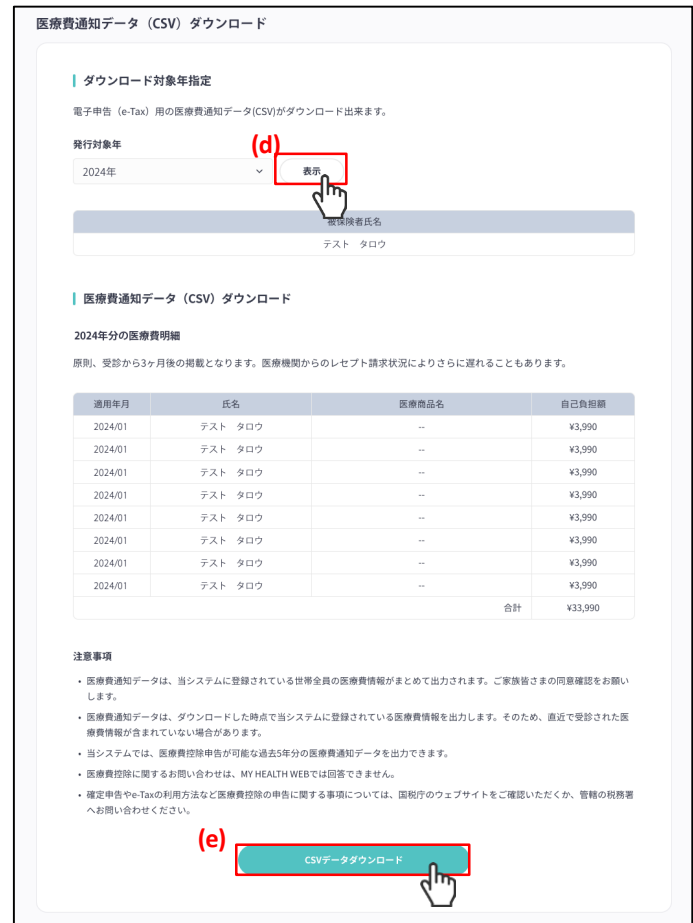 医療費通知データ（CSV）ダウンロード
ダウンロード対象年指定
電子申告（e-Tax）用の医療費通知データ(CSV)がダウンロード出来ます。
発行対象年
(d)
2024年
表示
被保険者氏名
テスト　タロウ
医療費通知データ（CSV）ダウンロード
2024年分の医療費明細
原則、受診から3ヶ月後の掲載となります。医療機関からのレセプト請求状況によりさらに遅れることもあります。
適用年月 氏名 医療商品名 自己負担額
2024/01 テスト　タロウ -- ¥3,990
2024/01 テスト　タロウ -- ¥3,990
2024/01 テスト　タロウ -- ¥3,990
2024/01 テスト　タロウ -- ¥3,990
2024/01 テスト　タロウ -- ¥3,990
2024/01 テスト　タロウ -- ¥3,990
2024/01 テスト　タロウ -- ¥3,990
2024/01 テスト　タロウ -- ¥3,990
合計 ¥33,990
注意事項
• 医療費通知データは、当システムに登録されている世帯全員の医療費情報がまとめて出力されます。ご家族皆さまの同意確認をお願い
します。
• 医療費通知データは、ダウンロードした時点で当システムに登録されている医療費情報を出力します。そのため、直近で受診された医
療費情報が含まれていない場合があります。
• 当システムでは、医療費控除申告が可能な過去5年分の医療費通知データを出力できます。
• 医療費控除に関するお問い合わせは、MY HEALTH WEBでは回答できません。
• 確定申告やe-Taxの利用方法など医療費控除の申告に関する事項については、国税庁のウェブサイトをご確認いただくか、管轄の税務署
へお問い合わせください。
(e)
CSVデータダウンロード